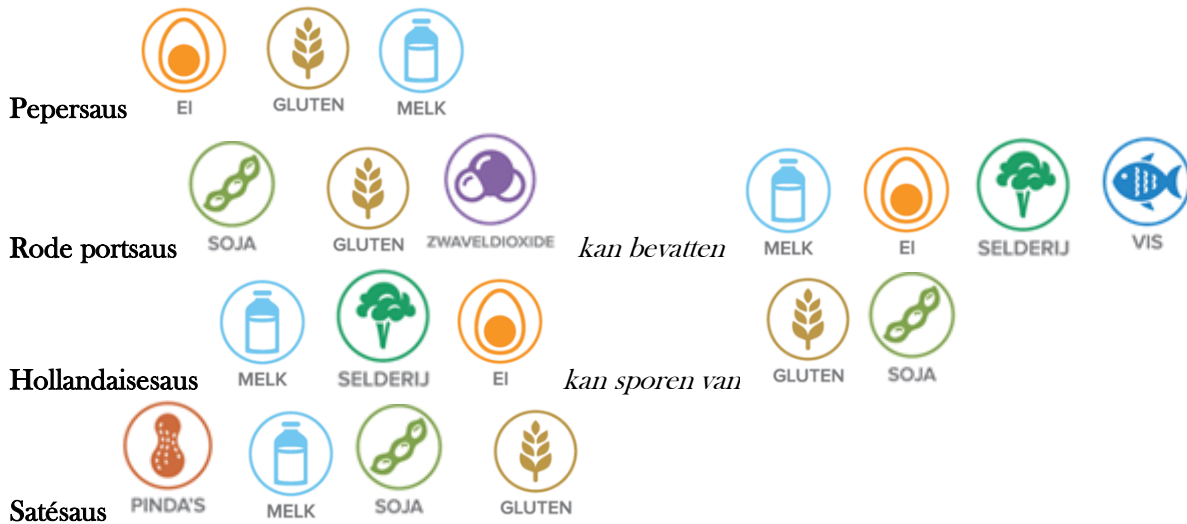 Pepersaus EI GLUTEN MELK
Rode portsaus SOJA GLUTEN ZWAVELDIOXIDE kan bevatten MELK EI SELDERIJ VIS
Hollandaisesaus MELK SELDERIJ EI kan sporen van GLUTEN SOJA
Satésaus PINDA'S MELK SOJA GLUTEN